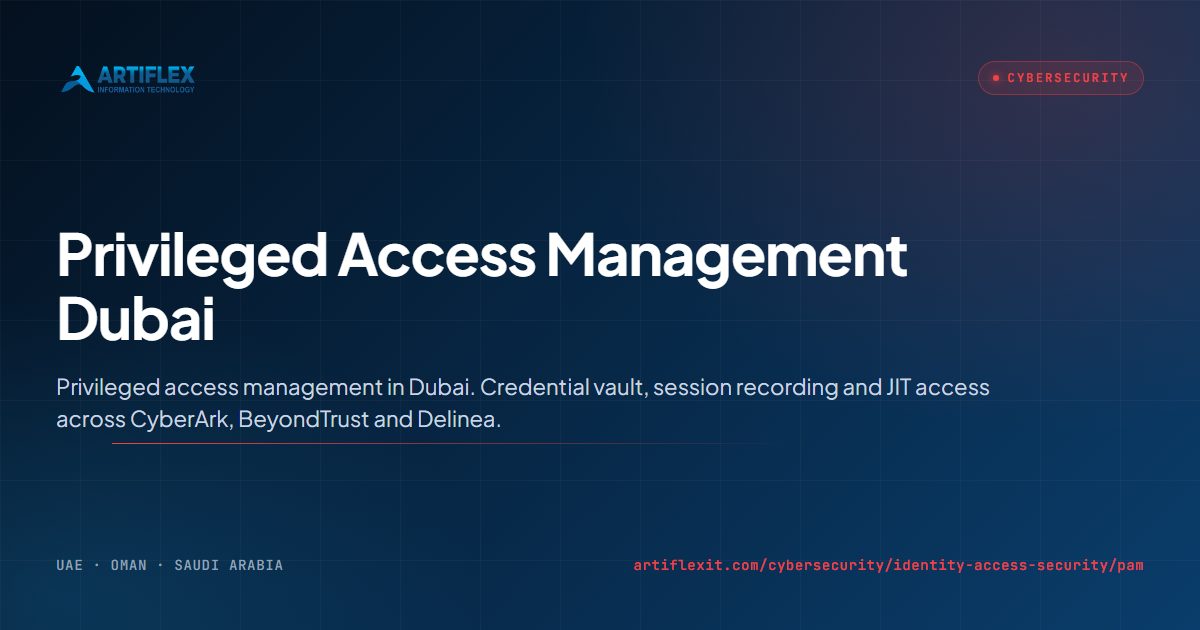 ARTIFLEX
INFORMATION TECHNOLOGY
CYBERSECURITY
Privileged Access Management
Dubai
Privileged access management in Dubai. Credential vault, session recording and JIT access
across CyberArk, BeyondTrust and Delinea.
UAE · OMAN · SAUDI ARABIA
artiflexit.com/cybersecurity/identity-access-security/pam